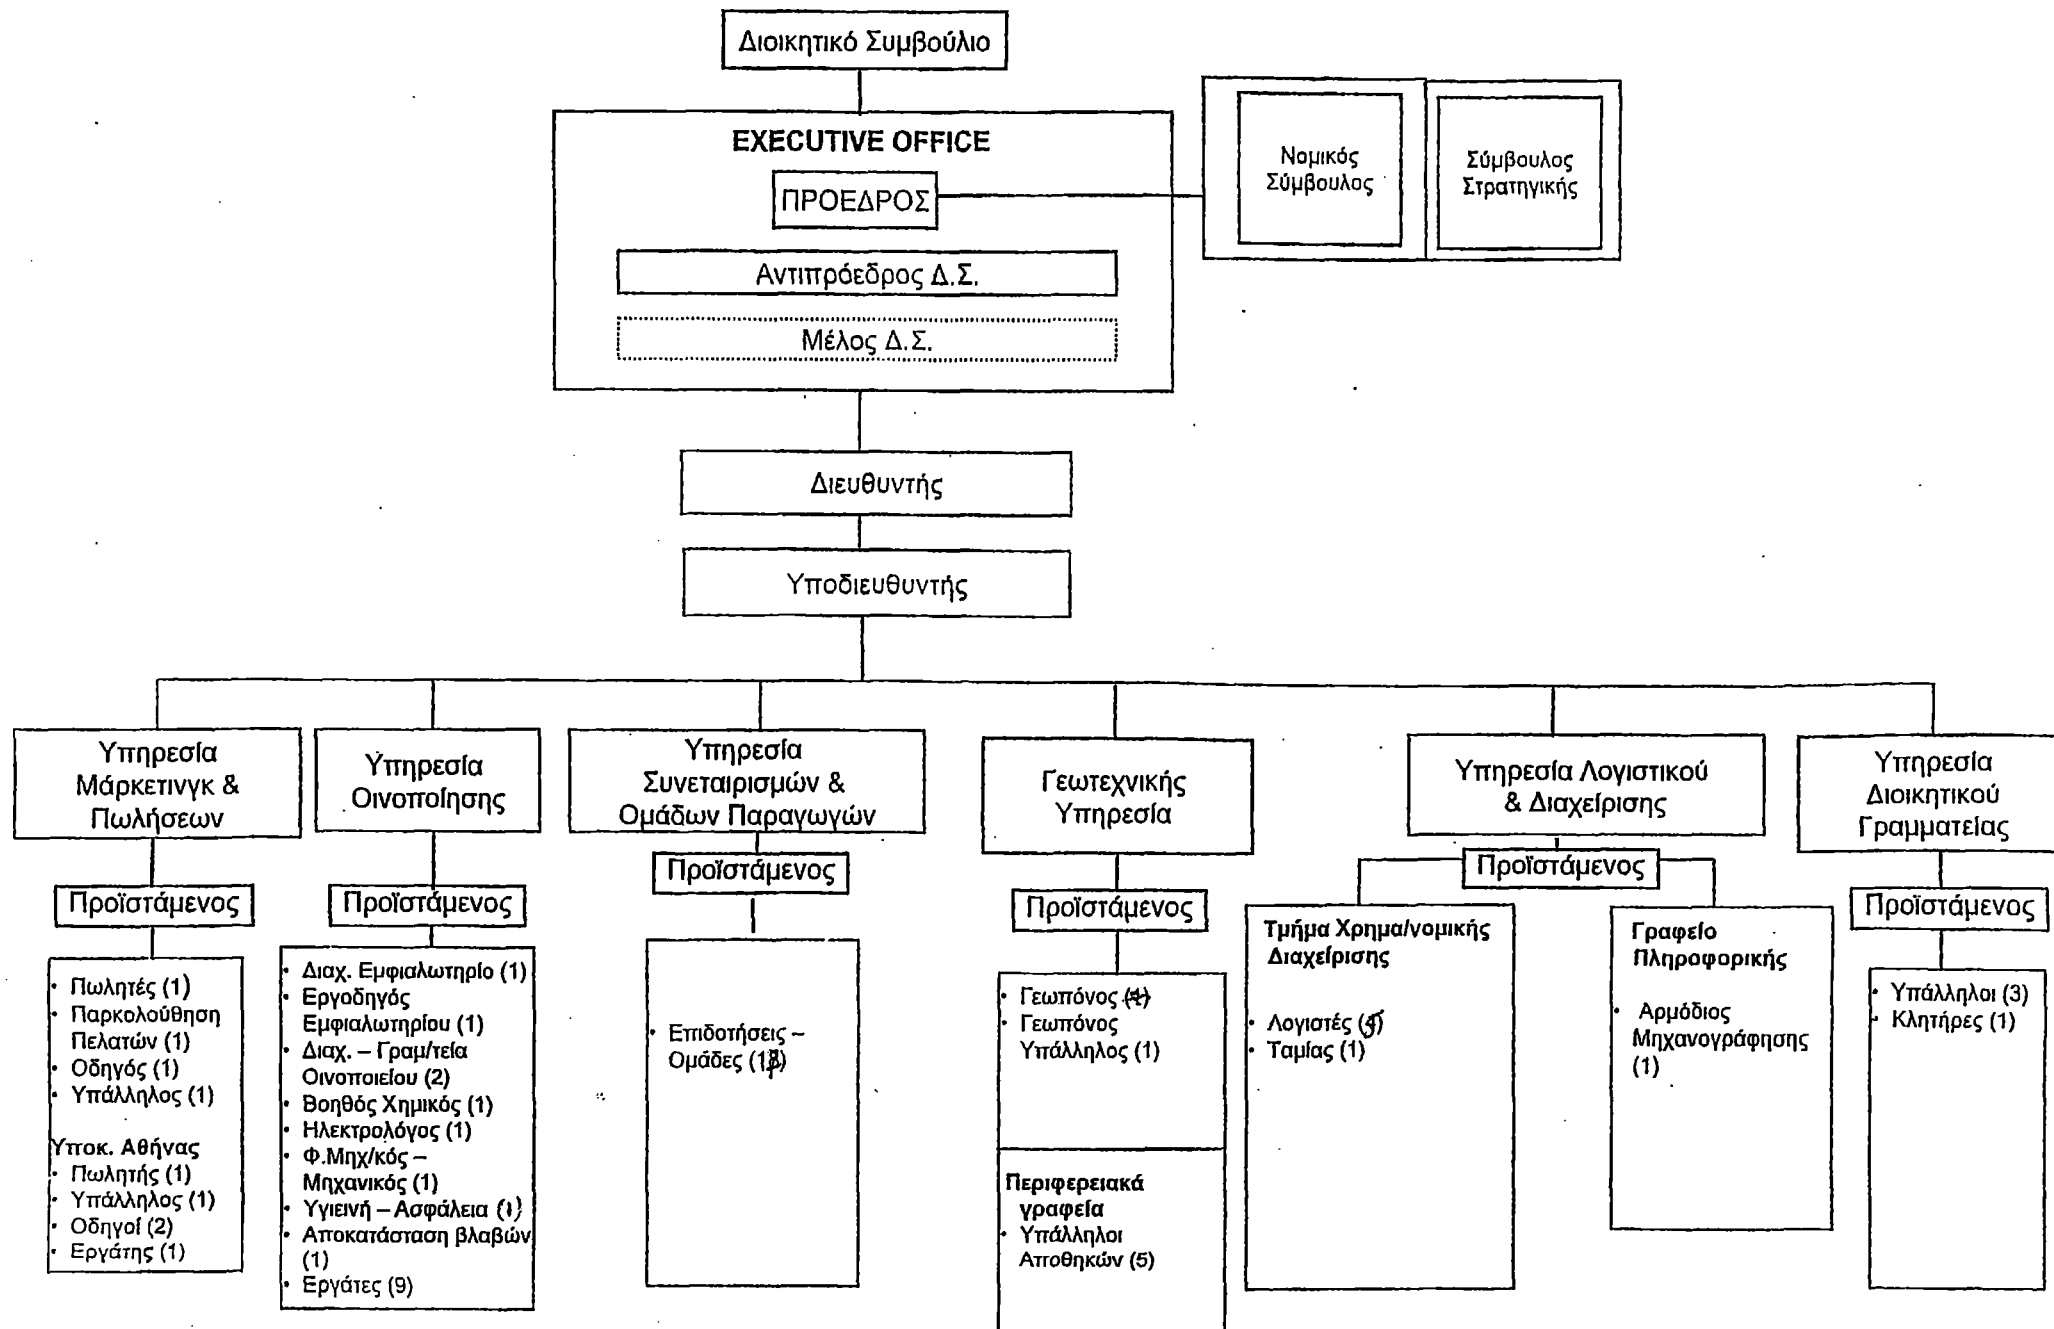 Διοικητικό Συμβούλιο
EXECUTIVE OFFICE
ΠΡΟΕΔΡΟΣ
Αντιπρόεδρος Δ.Σ.
Μέλος Δ.Σ.
Νομικός
Σύμβουλος
Σύμβουλος
Στρατηγικής
Διευθυντής
Υποδιευθυντής
Υπηρεσία
Μάρκετινγκ &
Πωλήσεων
Προϊστάμενος
• Πωλητές (1)
• Παρκολούθηση
Πελατών (1)
• Οδηγός (1)
• Υπάλληλος (1)
Υποκ. Αθήνας
• Πωλητής (1)
• Υπάλληλος (1)
• Οδηγοί (2)
• Εργάτης (1)
Υπηρεσία
Οινοποίησης
Προϊστάμενος
• Διαχ. Εμφιαλωτηρίο (1)
• Εργοδηγός
Εμφιαλωτηρίου (1)
• Διαχ. – Γραμ/τεία
Οινοποιείου (2)
• Βοηθός Χημικός (1)
• Ηλεκτρολόγος (1)
• Φ.Μηχ/κός –
Μηχανικός (1)
• Υγιεινή – Ασφάλεια (1)
• Αποκατάσταση βλαβών
(1)
• Εργάτες (9)
Υπηρεσία
Συνεταιρισμών &
Ομάδων Παραγωγών
Προϊστάμενος
• Επιδοτήσεις –
Ομάδες
Γεωτεχνικής
Υπηρεσία
Προϊστάμενος
• Γεωπόνος
• Γεωπόνος
Υπάλληλος (1)
Περιφερειακά
γραφεία
• Υπάλληλοι
Αποθηκών (5)
Υπηρεσία Λογιστικού
& Διαχείρισης
Προϊστάμενος
Τμήμα Χρημα/νομικής
Διαχείρισης
• Λογιστές
• Ταμίας (1)
Γραφείο
Πληροφορικής
• Αρμόδιος
Μηχανογράφησης
(1)
Υπηρεσία
Διοικητικού
Γραμματείας
Προϊστάμενος
• Υπάλληλοι (3)
• Κλητήρες (1)